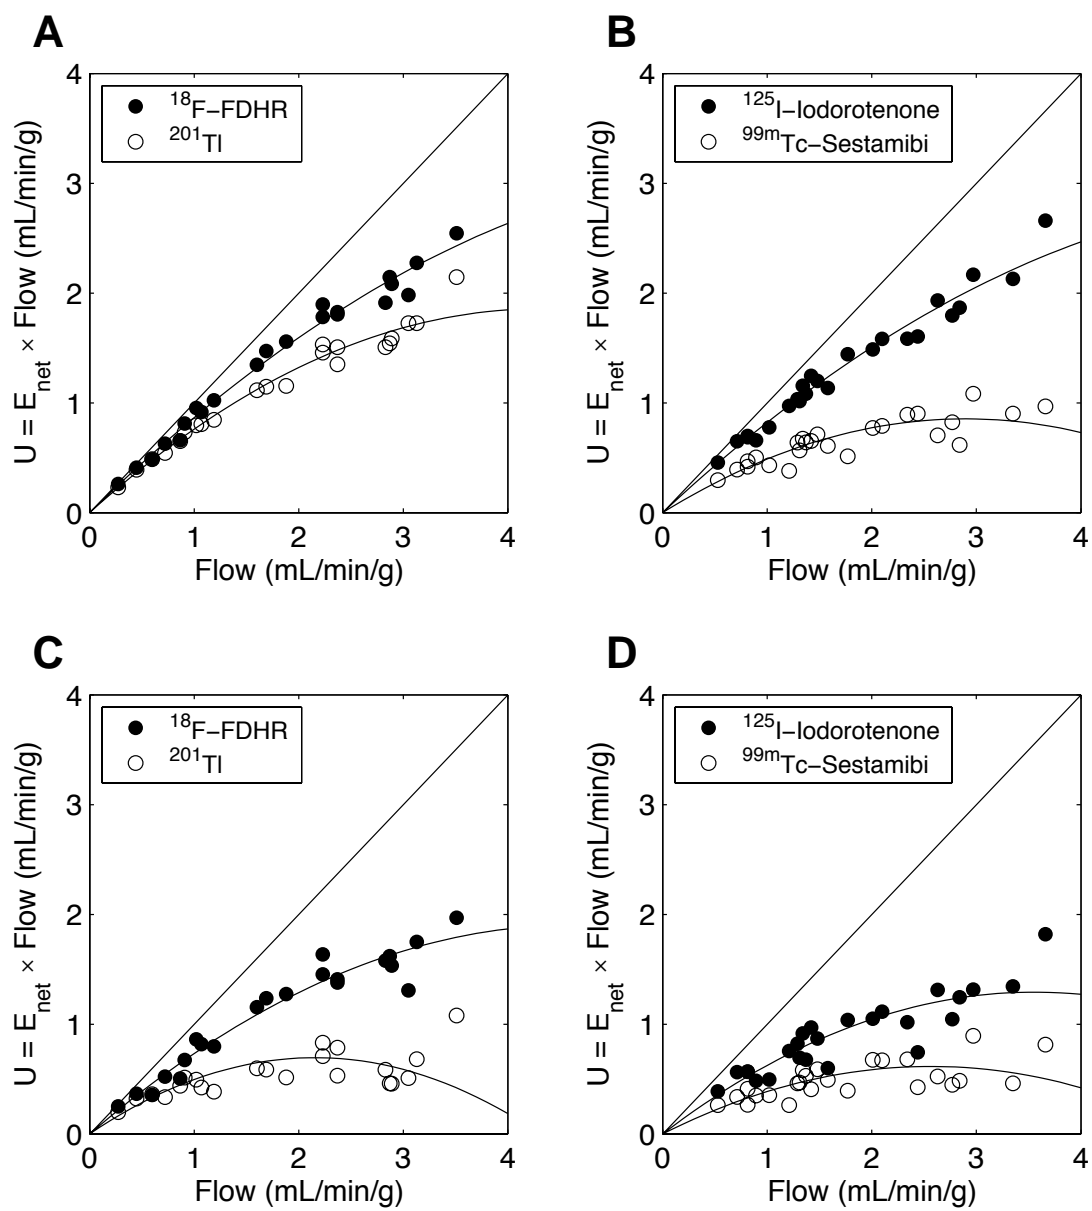 A
U = E_net × Flow (mL/min/g)
4
3
2
1
0
¹⁸F−FDHR
²⁰¹Tl
0 1 2 3 4
Flow (mL/min/g)
B
U = E_net × Flow (mL/min/g)
4
3
2
1
0
¹²⁵I−Iodorotenone
⁹⁹ᵐTc−Sestamibi
0 1 2 3 4
Flow (mL/min/g)
C
U = E_net × Flow (mL/min/g)
4
3
2
1
0
¹⁸F−FDHR
²⁰¹Tl
0 1 2 3 4
Flow (mL/min/g)
D
U = E_net × Flow (mL/min/g)
4
3
2
1
0
¹²⁵I−Iodorotenone
⁹⁹ᵐTc−Sestamibi
0 1 2 3 4
Flow (mL/min/g)